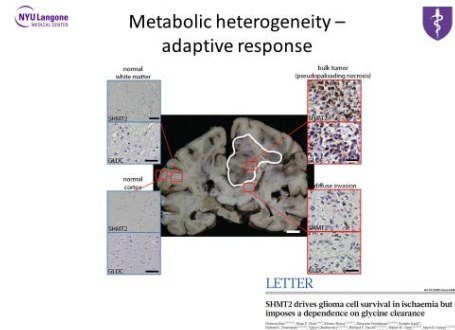 NYU Langone
MEDICAL CENTER
Metabolic heterogeneity –
adaptive response
normal
white matter
SHMT2
GLDC
normal
cortex
SHMT2
GLDC
bulk tumor
(pseudopalisading necrosis)
SHMT2
GLDC
diffuse invasion
SHMT2
GLDC
LETTER
SHMT2 drives glioma cell survival in ischaemia but
imposes a dependence on glycine clearance